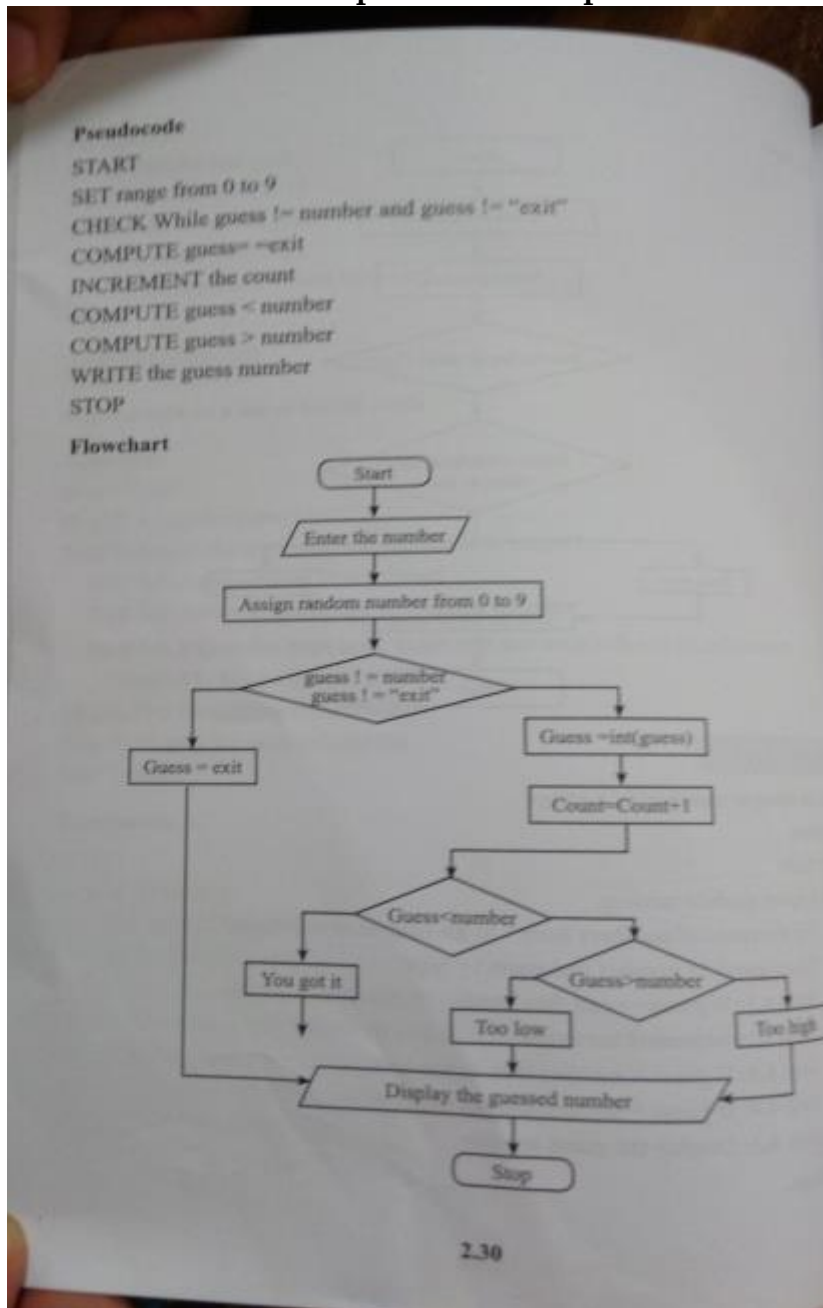 Pseudocode
START
SET range from 0 to 9
CHECK While guess != number and guess != "exit"
COMPUTE guess= =exit
INCREMENT the count
COMPUTE guess < number
COMPUTE guess > number
WRITE the guess number
STOP
Flowchart
Start
Enter the number
Assign random number from 0 to 9
guess ! = number
guess ! = "exit"
Guess =int(guess)
Guess = exit
Count=Count+1
Guess<number
You got it
Guess>number
Too low
Too high
Display the guessed number
Stop
2.30